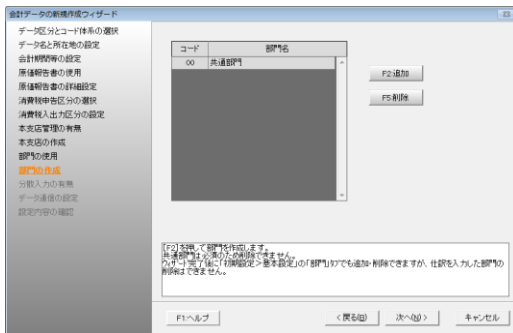 会計データの新規作成ウィザード
データ区分とコード体系の選択
データ名と所在地の設定
会計期間等の設定
原価報告書の使用
原価報告書の詳細設定
消費税申告区分の選択
消費税入出力区分の設定
本支店管理の有無
本支店の作成
部門の使用
部門の作成
分散入力の有無
データ通信の設定
設定内容の確認
コード 部門名
00 共通部門
F2:追加
F5:削除
[F2]を押して部門を作成します。
共通部門は必須のため削除できません。
ウィザード完了後に「初期設定>基本設定」の「部門」タブでも追加・削除できますが、仕訳を入力した部門の
削除はできません。
F1:ヘルプ
<戻る(B)
次へ(N)>
キャンセル